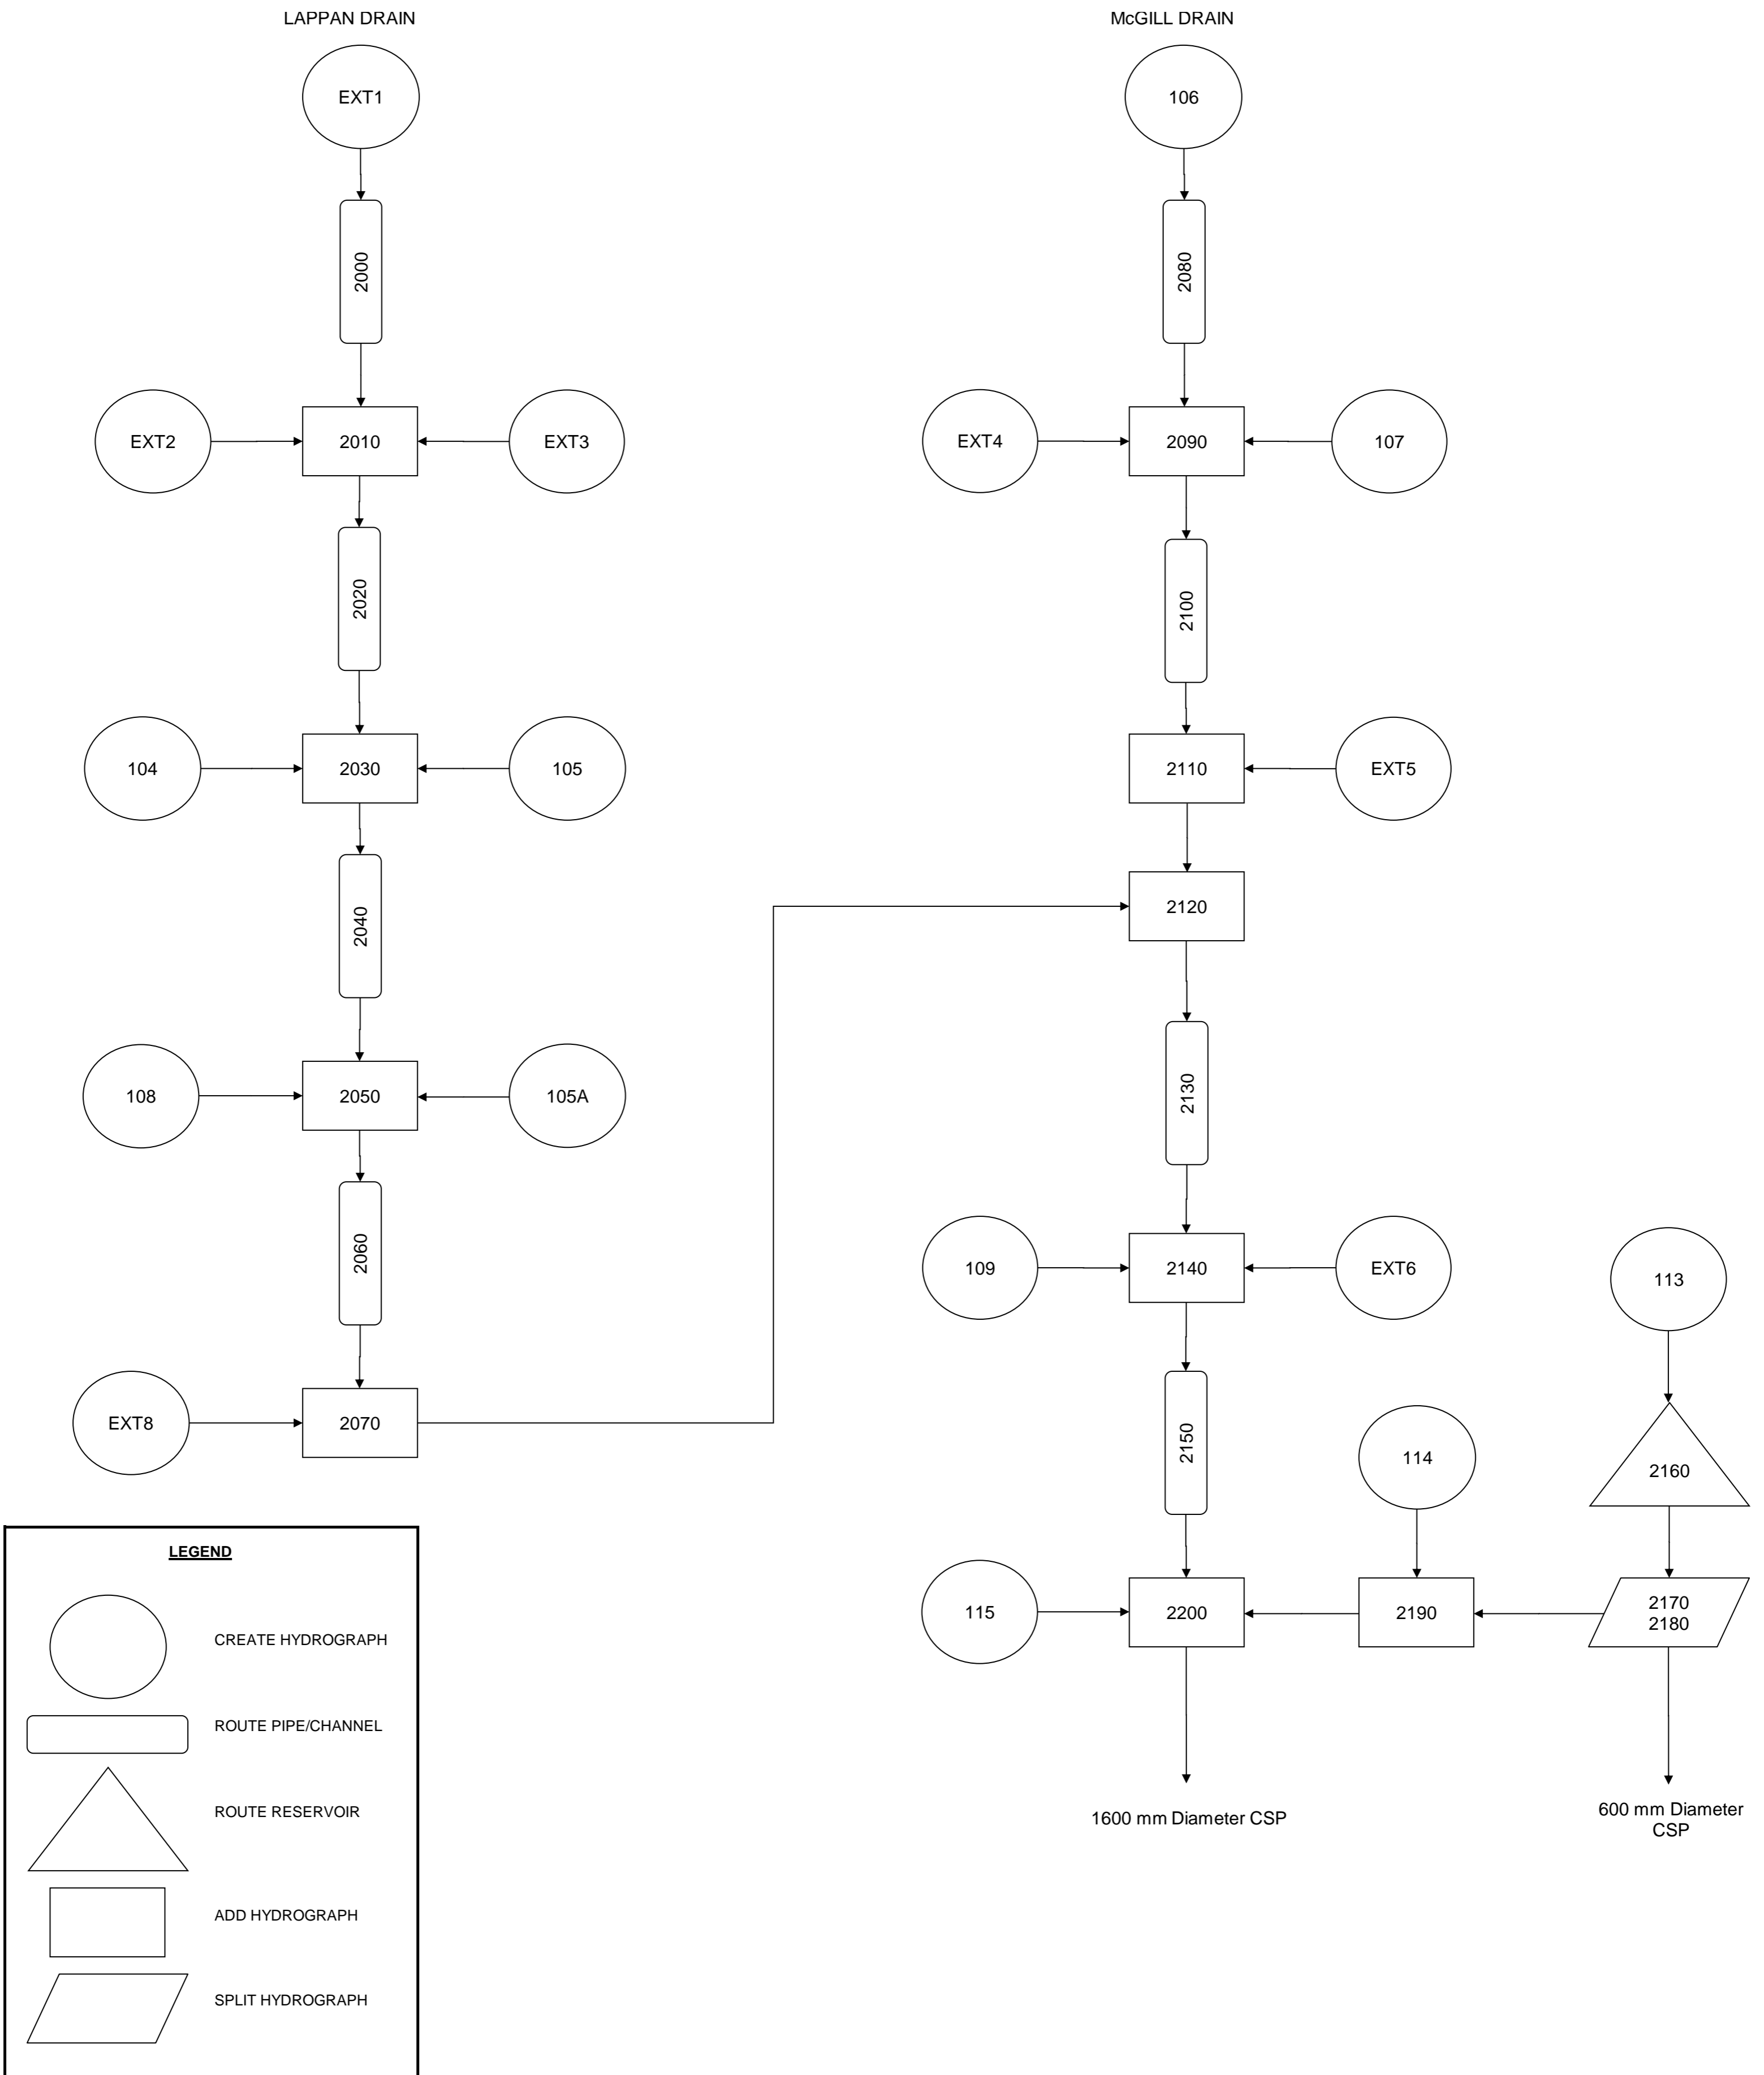 LAPPAN DRAIN
McGILL DRAIN
EXT1
106
2000
2080
EXT2
2010
EXT3
EXT4
2090
107
2020
2100
104
2030
105
2110
EXT5
2040
2120
108
2050
105A
2130
2060
109
2140
EXT6
113
EXT8
2070
2150
114
2160
115
2200
2190
2170
2180
1600 mm Diameter CSP
600 mm Diameter
CSP
LEGEND
CREATE HYDROGRAPH
ROUTE PIPE/CHANNEL
ROUTE RESERVOIR
ADD HYDROGRAPH
SPLIT HYDROGRAPH